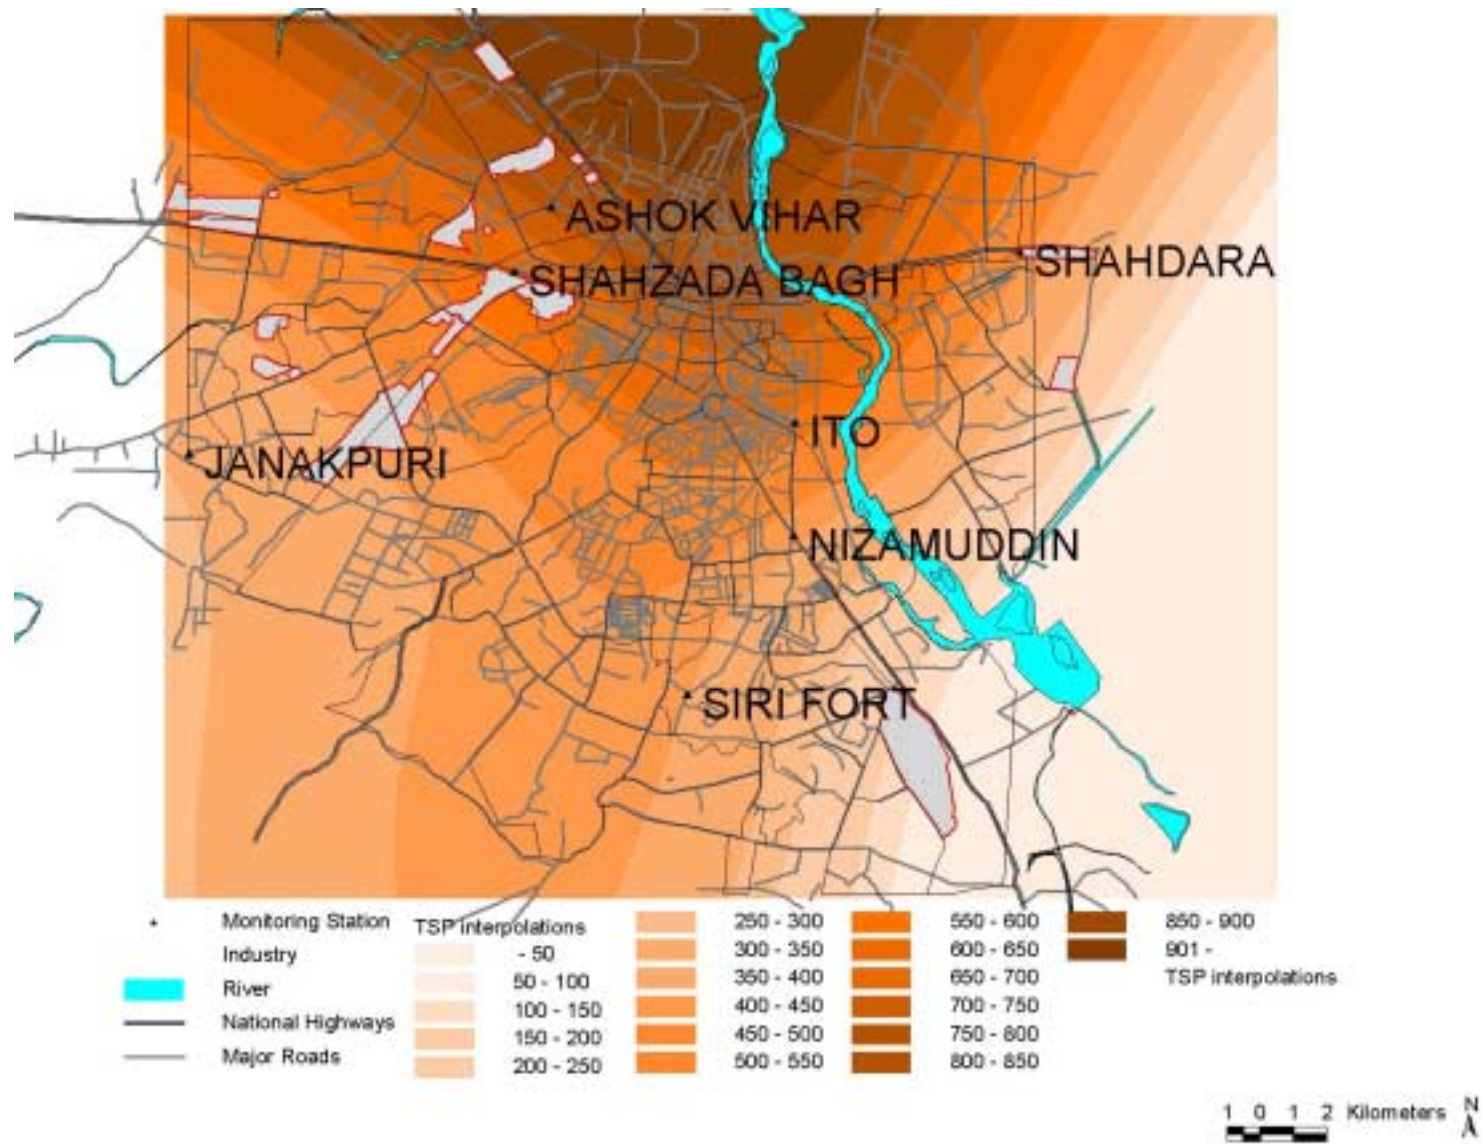 ASHOK VIHAR
SHAHZADA BAGH
SHAHDARA
ITO
JANAKPURI
NIZAMUDDIN
SIRI FORT
Monitoring Station
Industry
River
National Highways
Major Roads
TSP interpolations
- 50
50 - 100
100 - 150
150 - 200
200 - 250
250 - 300
300 - 350
350 - 400
400 - 450
450 - 500
500 - 550
550 - 600
600 - 650
650 - 700
700 - 750
750 - 800
800 - 850
850 - 900
901 -
TSP interpolations
1 0 1 2 Kilometers
N